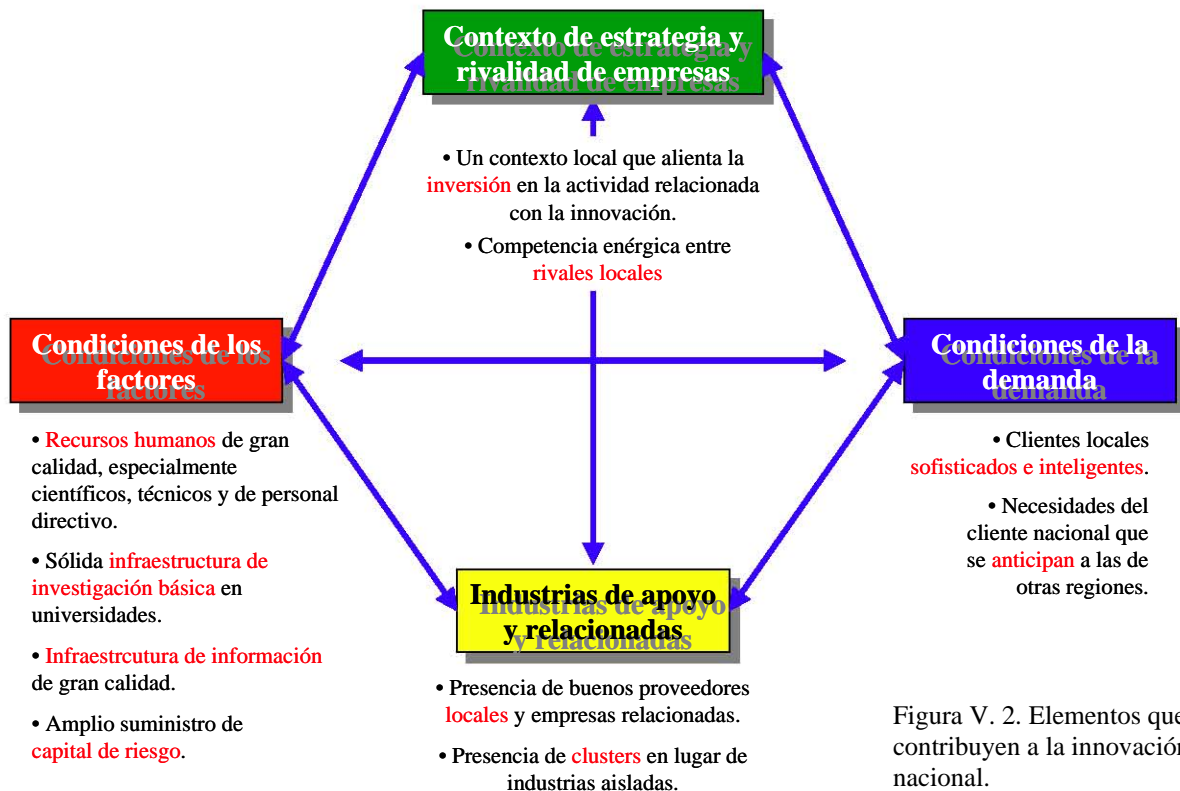 Contexto de estrategia y
rivalidad de empresas
• Un contexto local que alienta la
inversión en la actividad relacionada
con la innovación.
• Competencia enérgica entre
rivales locales
Condiciones de los
factores
• Recursos humanos de gran
calidad, especialmente
científicos, técnicos y de personal
directivo.
• Sólida infraestructura de
investigación básica en
universidades.
• Infraestrcutura de información
de gran calidad.
• Amplio suministro de
capital de riesgo.
Condiciones de la
demanda
• Clientes locales
sofisticados e inteligentes.
• Necesidades del
cliente nacional que
se anticipan a las de
otras regiones.
Industrias de apoyo
y relacionadas
• Presencia de buenos proveedores
locales y empresas relacionadas.
• Presencia de clusters en lugar de
industrias aisladas.
Figura V. 2. Elementos que
contribuyen a la innovación
nacional.